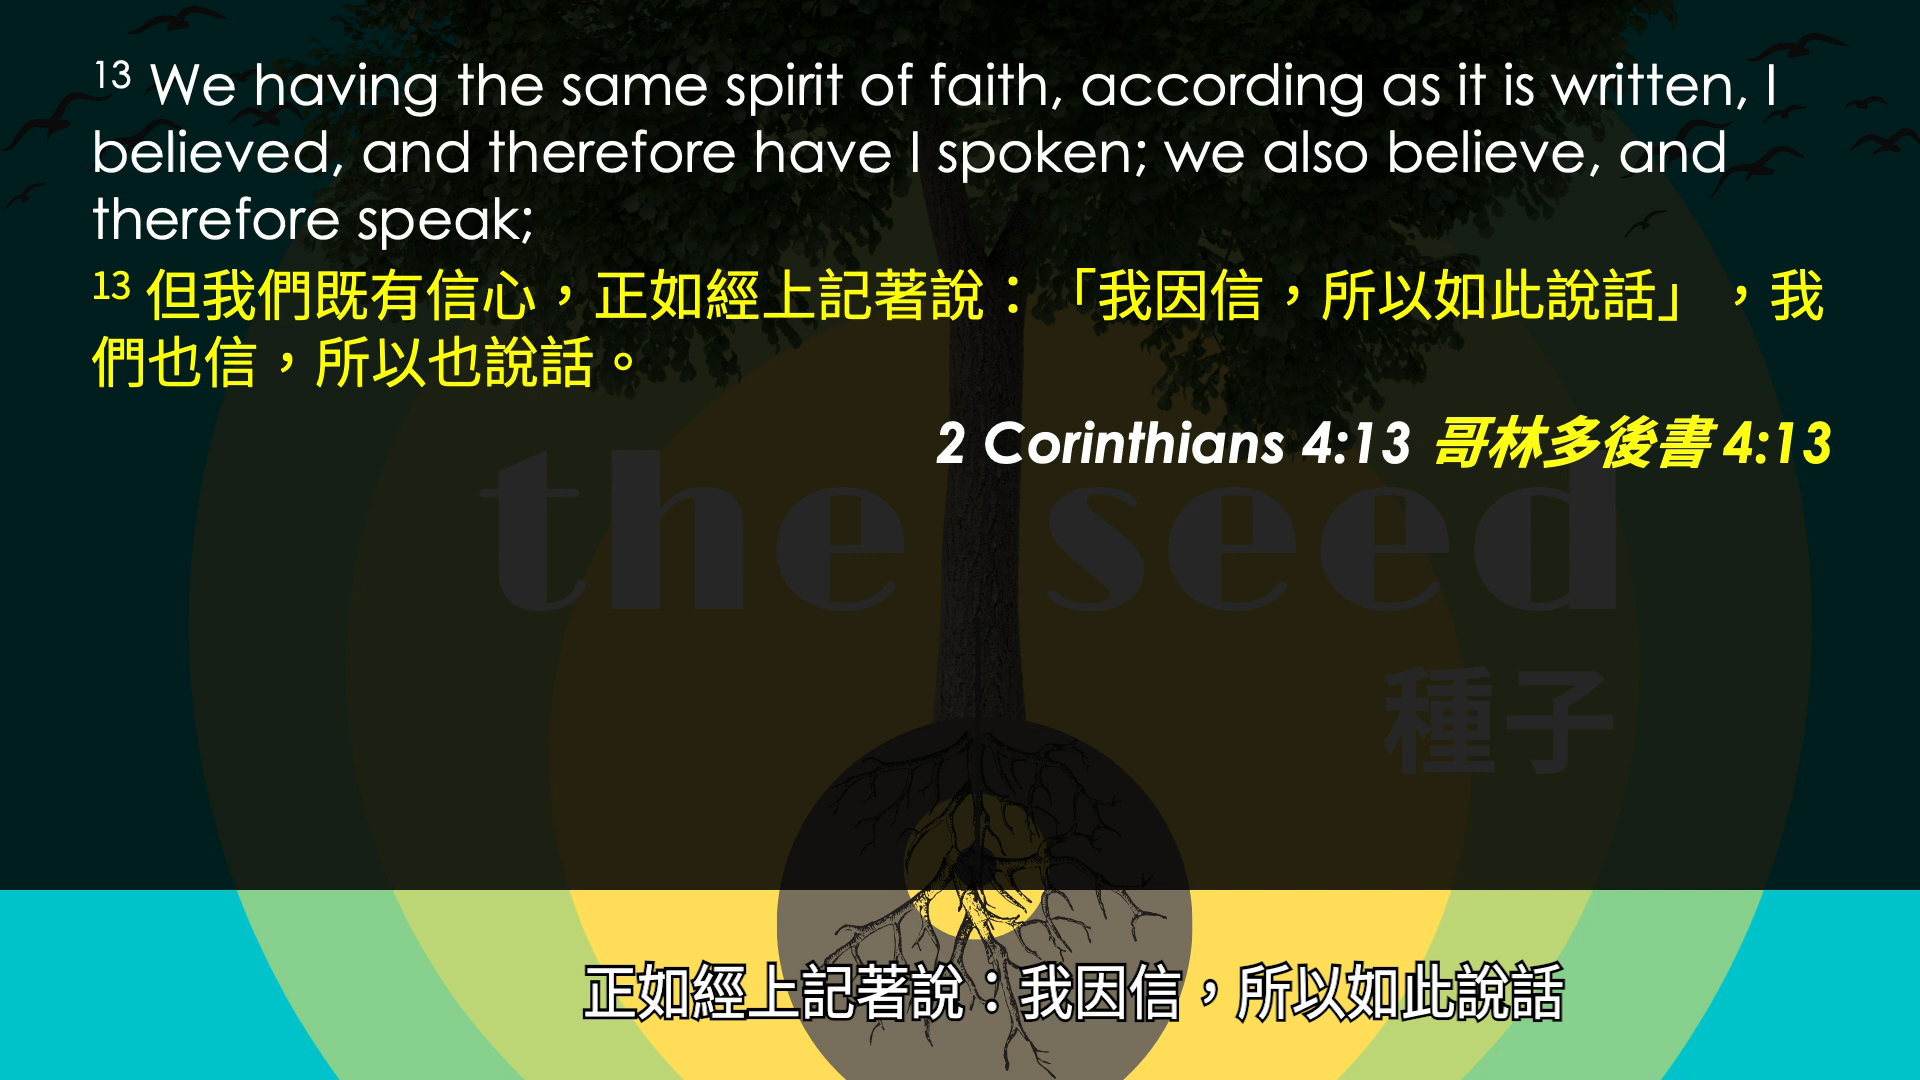 13 We having the same spirit of faith, according as it is written, I
believed, and therefore have I spoken; we also believe, and
therefore speak;
13 但我們既有信心，正如經上記著說：「我因信，所以如此說話」，我
們也信，所以也說話。
2 Corinthians 4:13 哥林多後書 4:13
the seed
種子
正如經上記著說：我因信，所以如此說話